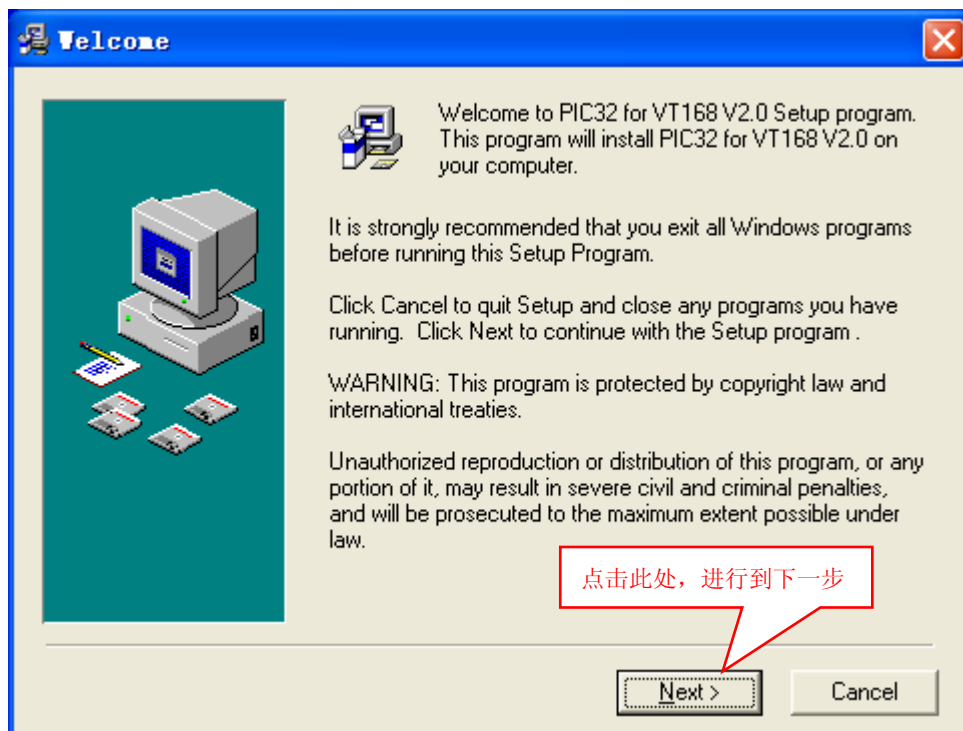 Welcome
Welcome to PIC32 for VT168 V2.0 Setup program.
This program will install PIC32 for VT168 V2.0 on
your computer.
It is strongly recommended that you exit all Windows programs
before running this Setup Program.
Click Cancel to quit Setup and close any programs you have
running.  Click Next to continue with the Setup program .
WARNING: This program is protected by copyright law and
international treaties.
Unauthorized reproduction or distribution of this program, or any
portion of it, may result in severe civil and criminal penalties,
and will be prosecuted to the maximum extent possible under
law.
点击此处，进行到下一步
Next >
Cancel